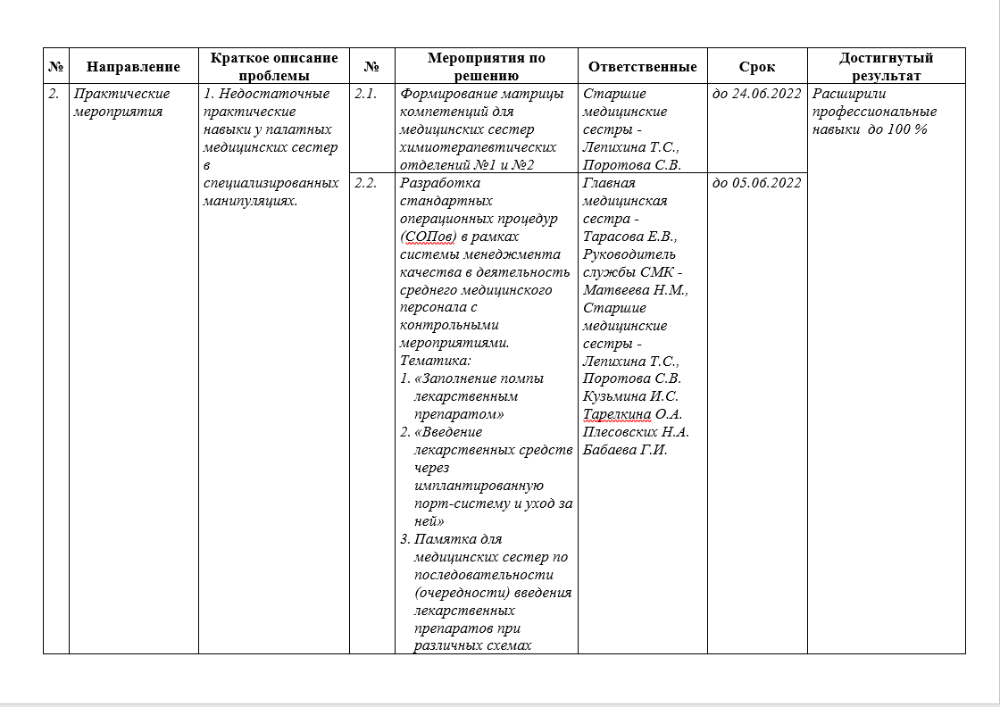 №
Направление
Краткое описание
проблемы
№
Мероприятия по
решению
Ответственные
Срок
Достигнутый
результат
2.
Практические
мероприятия
1. Недостаточные
практические
навыки у палатных
медицинских сестер
в
специализированных
манипуляциях.
2.1.
Формирование матрицы
компетенций для
медицинских сестер
химиотерапевтических
отделений №1 и №2
Старшие
медицинские
сестры -
Лепихина Т.С.,
Поротова С.В.
до 24.06.2022
Расширили
профессиональные
навыки до 100 %
2.2.
Разработка
стандартных
операционных процедур
(СОПов) в рамках
системы менеджмента
качества в деятельность
среднего медицинского
персонала с
контрольными
мероприятиями.
Тематика:
1. «Заполнение помпы
лекарственным
препаратом»
2. «Введение
лекарственных средств
через
имплантированную
порт-систему и уход за
ней»
3. Памятка для
медицинских сестер по
последовательности
(очередности) введения
лекарственных
препаратов при
различных схемах
Главная
медицинская
сестра -
Тарасова Е.В.,
Руководитель
службы СМК -
Матвеева Н.М.,
Старшие
медицинские
сестры -
Лепихина Т.С.,
Поротова С.В.
Кузьмина И.С.
Тарелкина О.А.
Плесовских Н.А.
Бабаева Г.И.
до 05.06.2022